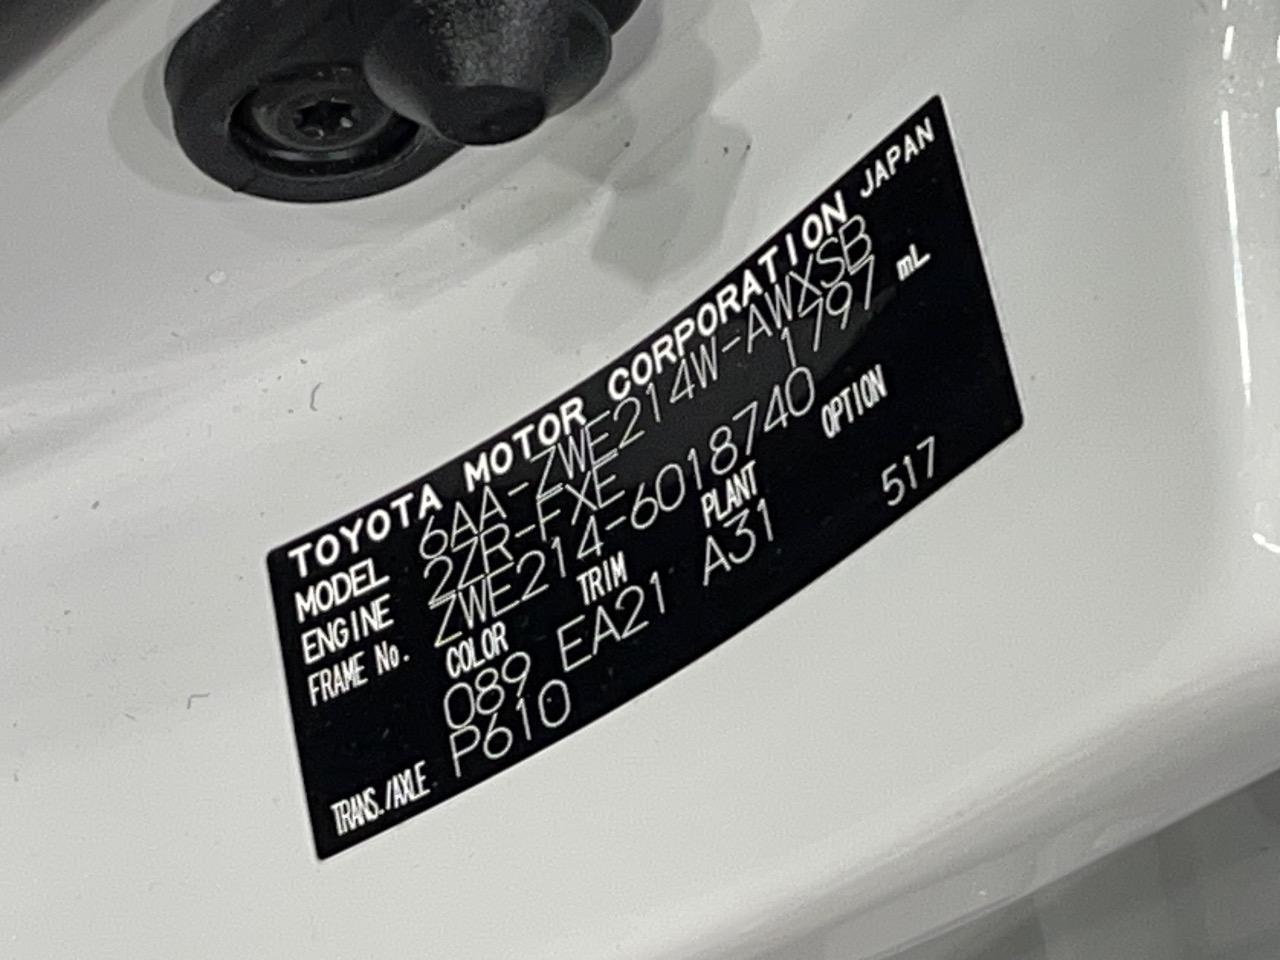 TOYOTA MOTOR CORPORATION JAPAN
MODEL 6AA-ZWE214W-AWXSB
ENGINE 2ZR-FXE 1797 mL
FRAME No. ZWE214-6018740
COLOR TRIM PLANT OPTION
089 EA21 A31 517
TRANS./AXLE P610